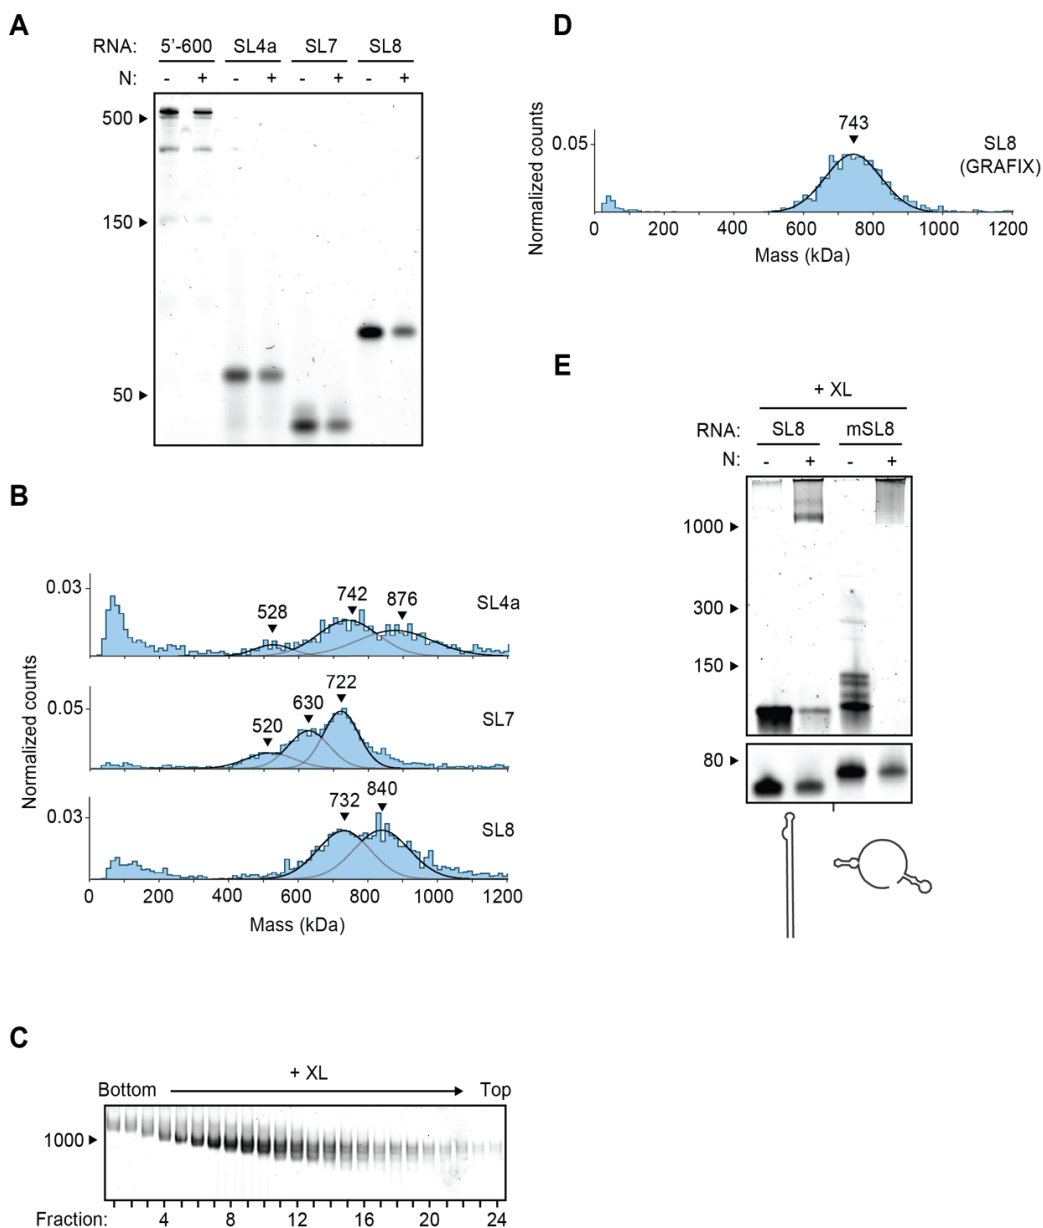 A
RNA: 5'-600 SL4a SL7 SL8
N: - + - + - + - +
500
150
50
B
Normalized counts
0.03
528 742 876
SL4a
0.05
520 630 722
SL7
0.03
732 840
SL8
0 200 400 600 800 1000 1200
Mass (kDa)
C
+ XL
Bottom Top
1000
Fraction: 4 8 12 16 20 24
D
Normalized counts
0.05
743
SL8
(GRAFIX)
0 200 400 600 800 1000 1200
Mass (kDa)
E
+ XL
RNA: SL8 mSL8
N: - + - +
1000
300
150
80